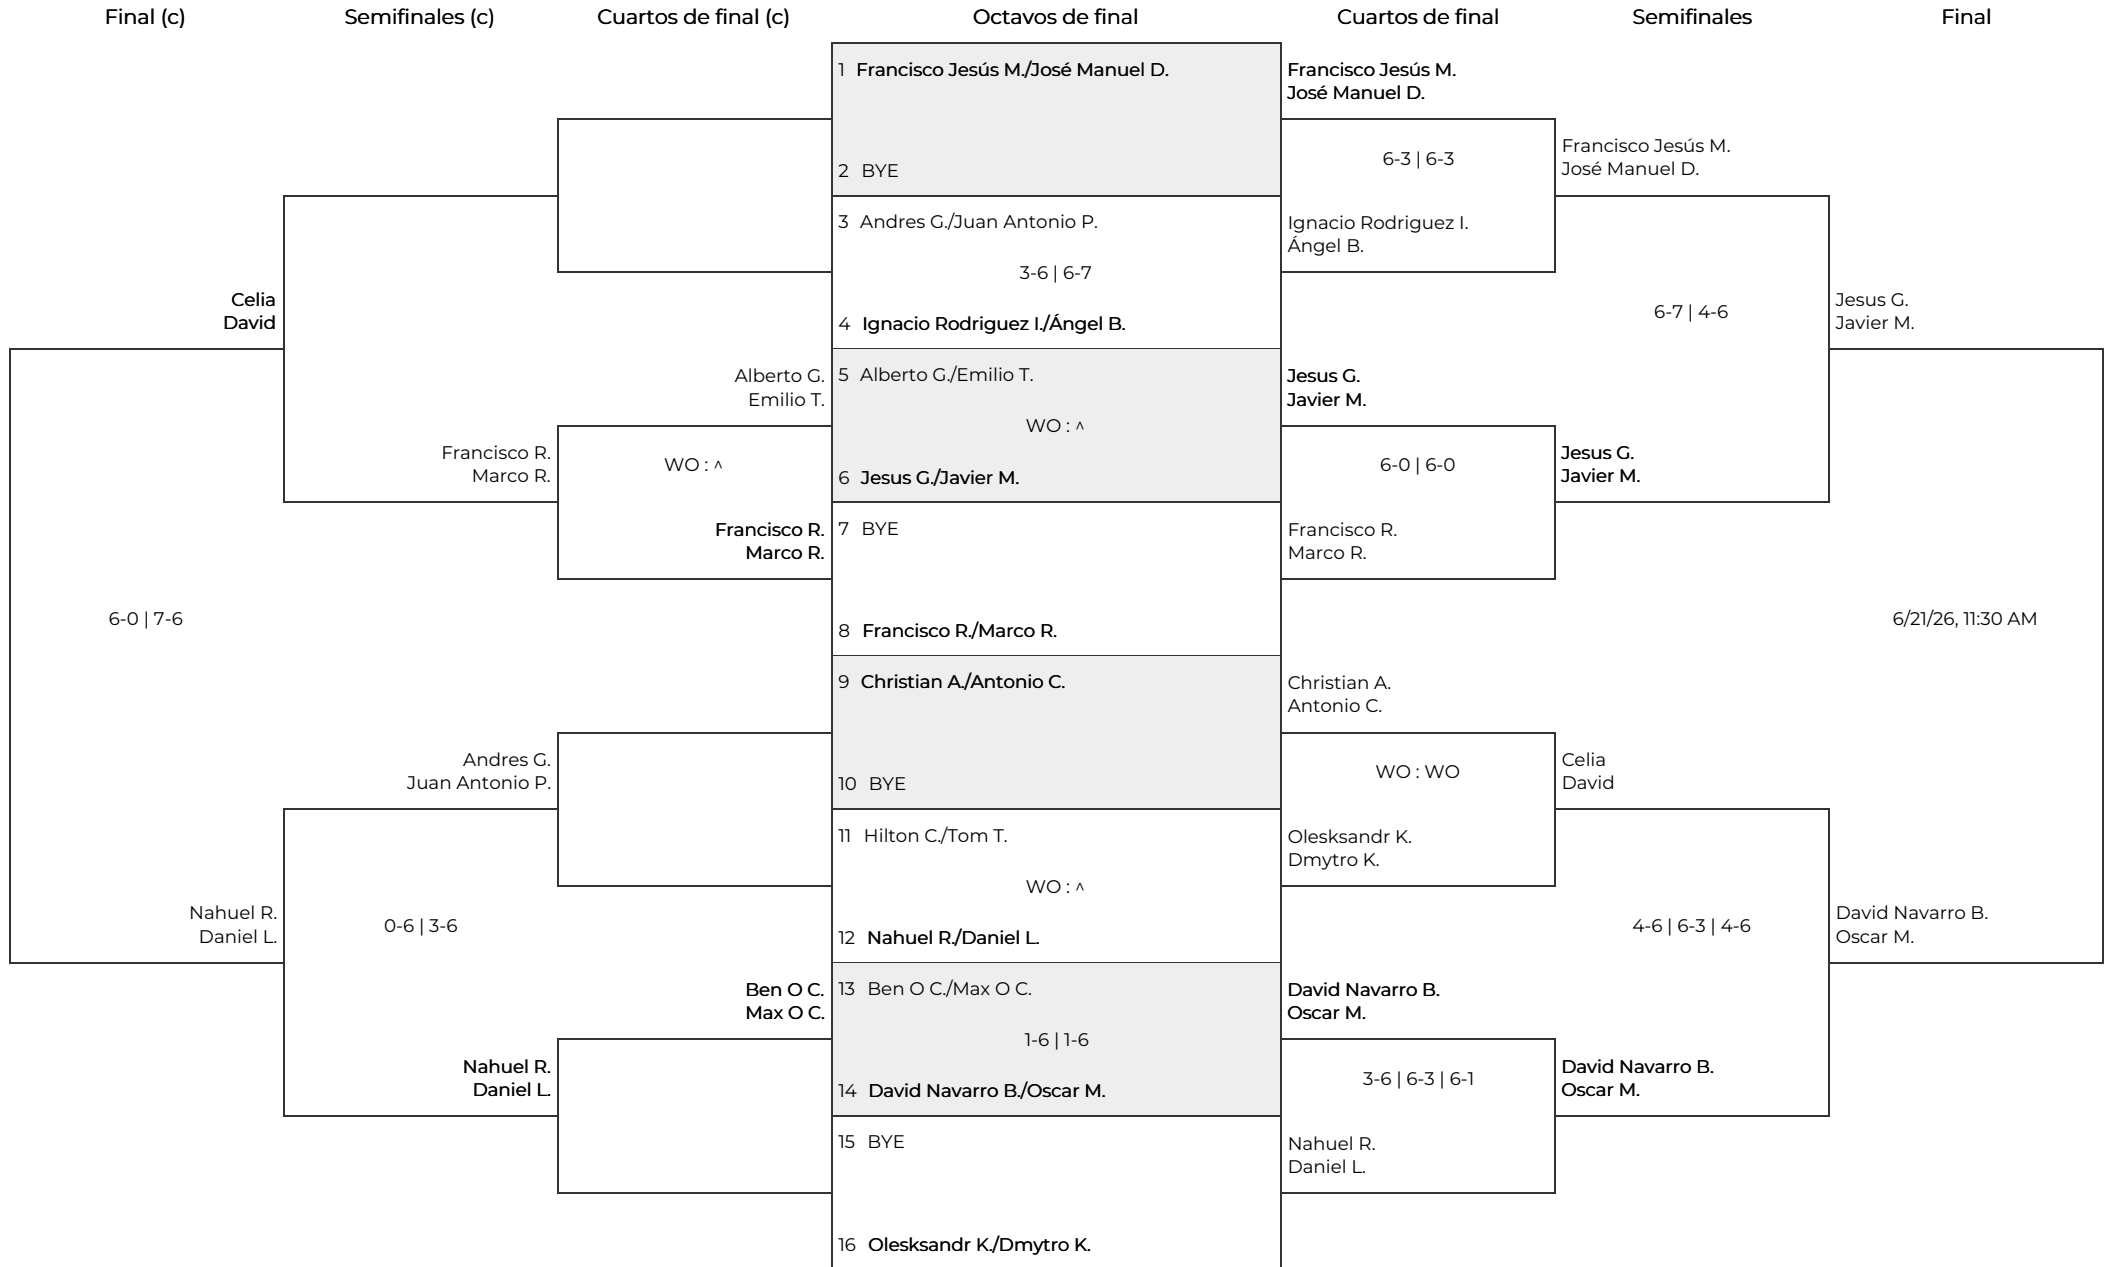 Final (c)
Semifinales (c)
Cuartos de final (c)
Octavos de final
Cuartos de final
Semifinales
Final
Celia
David
6-0 | 7-6
Nahuel R.
Daniel L.
Francisco R.
Marco R.
Andres G.
Juan Antonio P.
0-6 | 3-6
Nahuel R.
Daniel L.
Alberto G.
Emilio T.
WO : ^
Francisco R.
Marco R.
Ben O C.
Max O C.
1 Francisco Jesús M./José Manuel D.
2 BYE
3 Andres G./Juan Antonio P.
3-6 | 6-7
4 Ignacio Rodriguez I./Ángel B.
5 Alberto G./Emilio T.
WO : ^
6 Jesus G./Javier M.
7 BYE
8 Francisco R./Marco R.
9 Christian A./Antonio C.
10 BYE
11 Hilton C./Tom T.
WO : ^
12 Nahuel R./Daniel L.
13 Ben O C./Max O C.
1-6 | 1-6
14 David Navarro B./Oscar M.
15 BYE
16 Olesksandr K./Dmytro K.
Francisco Jesús M.
José Manuel D.
6-3 | 6-3
Ignacio Rodriguez I.
Ángel B.
Jesus G.
Javier M.
6-0 | 6-0
Francisco R.
Marco R.
Christian A.
Antonio C.
WO : WO
Olesksandr K.
Dmytro K.
David Navarro B.
Oscar M.
3-6 | 6-3 | 6-1
Nahuel R.
Daniel L.
Francisco Jesús M.
José Manuel D.
6-7 | 4-6
Jesus G.
Javier M.
Celia
David
4-6 | 6-3 | 4-6
David Navarro B.
Oscar M.
Jesus G.
Javier M.
6/21/26, 11:30 AM
David Navarro B.
Oscar M.